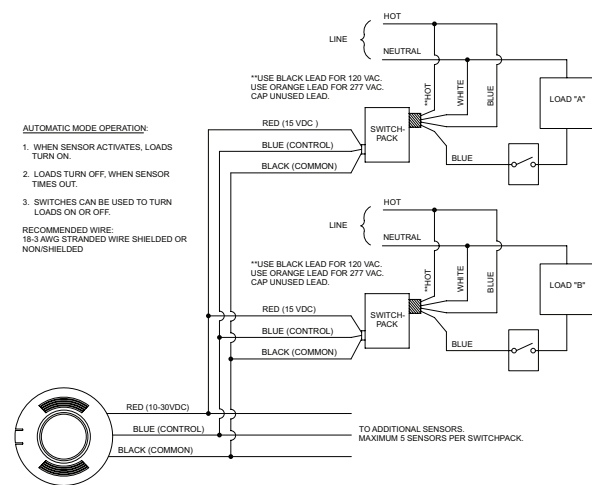 HOT
LINE
NEUTRAL
**USE BLACK LEAD FOR 120 VAC.
USE ORANGE LEAD FOR 277 VAC.
CAP UNUSED LEAD.
**HOT
WHITE
BLUE
LOAD "A"
RED (15 VDC )
SWITCH-
PACK
BLUE (CONTROL)
BLUE
BLACK (COMMON)
AUTOMATIC MODE OPERATION:
1. WHEN SENSOR ACTIVATES, LOADS
TURN ON.
2. LOADS TURN OFF, WHEN SENSOR
TIMES OUT.
3. SWITCHES CAN BE USED TO TURN
LOADS ON OR OFF.
RECOMMENDED WIRE:
18-3 AWG STRANDED WIRE SHIELDED OR
NON/SHIELDED
HOT
LINE
NEUTRAL
**USE BLACK LEAD FOR 120 VAC.
USE ORANGE LEAD FOR 277 VAC.
CAP UNUSED LEAD.
**HOT
WHITE
BLUE
LOAD "B"
RED (15 VDC)
SWITCH-
PACK
BLUE (CONTROL)
BLUE
BLACK (COMMON)
RED (10-30VDC)
BLUE (CONTROL)
BLACK (COMMON)
TO ADDITIONAL SENSORS.
MAXIMUM 5 SENSORS PER SWITCHPACK.